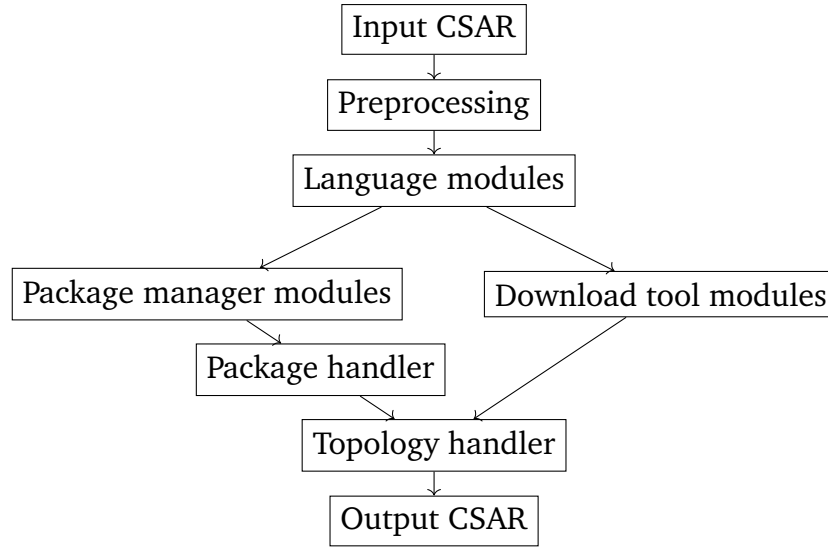 Input CSAR
Preprocessing
Language modules
Package manager modules
Download tool modules
Package handler
Topology handler
Output CSAR